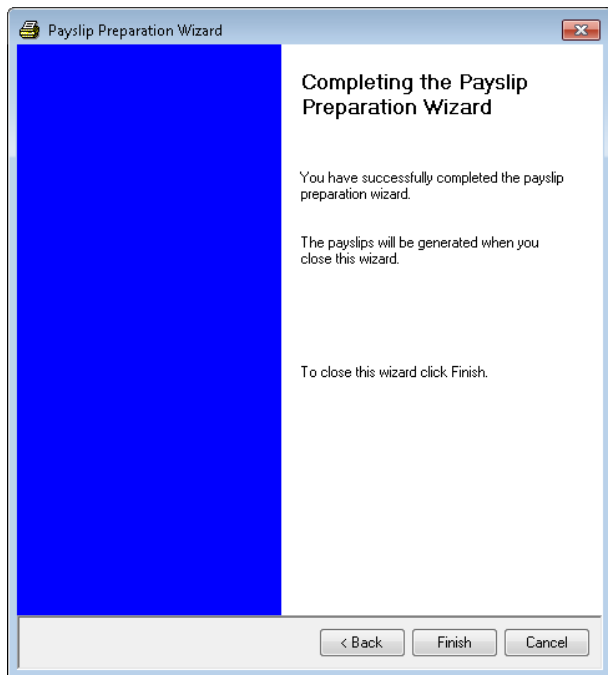 Payslip Preparation Wizard
Completing the Payslip
Preparation Wizard
You have successfully completed the payslip
preparation wizard.
The payslips will be generated when you
close this wizard.
To close this wizard click Finish.
< Back
Finish
Cancel